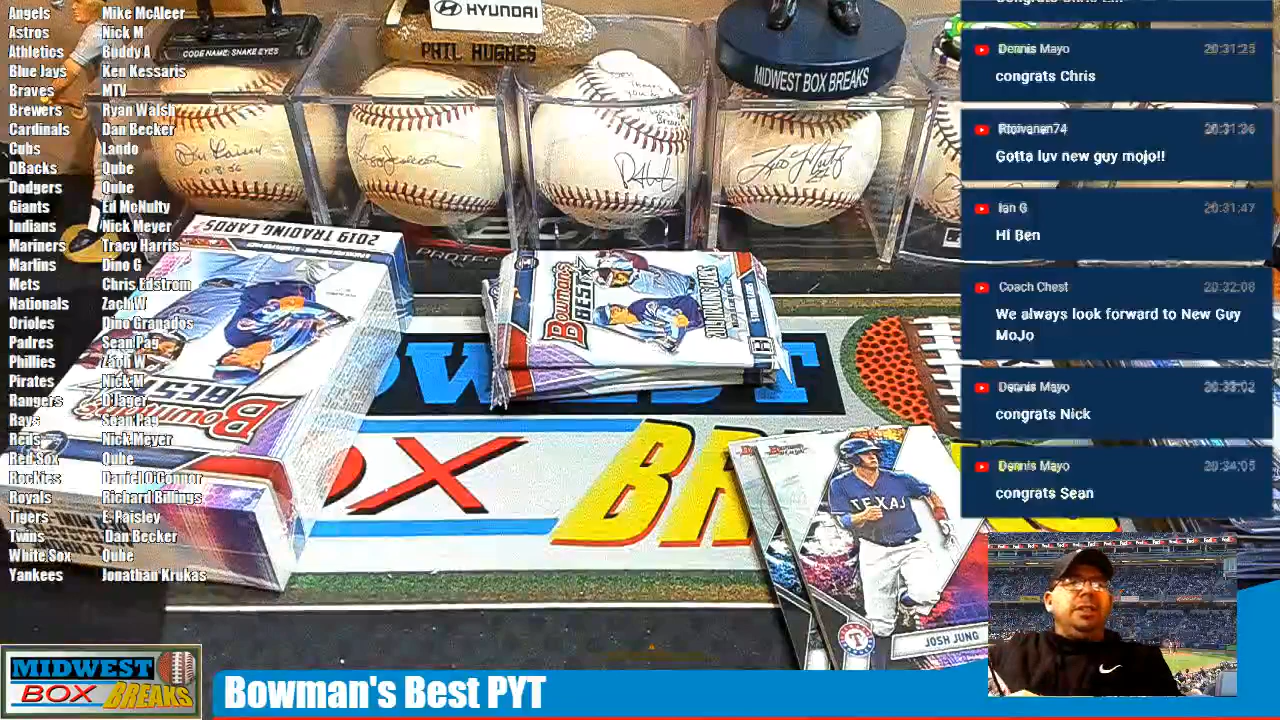 Angels Mike McAleer
Astros Nick M
Athletics Buddy A
Blue Jays Ken Kessaris
Braves MTV
Brewers Ryan Walsh
Cardinals Dan Becker
Cubs Lando
DBacks Qube
Dodgers Qube
Giants Ed McNulty
Indians Nick Meyer
Mariners Tracy Harris
Marlins Dino G
Mets Chris Edstrom
Nationals Zach W
Orioles Dino Granados
Padres Sean Pag
Phillies Zach W
Pirates Nick M
Rangers D Jager
Rays Sean Pag
Reds Nick Meyer
Red Sox Qube
Rockies Daniel O'Connor
Royals Richard Billings
Tigers E. Paisley
Twins Dan Becker
White Sox Qube
Yankees Jonathan Krukas
CODE NAME: SNAKE EYES
HYUNDAI
PHIL HUGHES
MIDWEST BOX BREAKS
2019 TRADING CARDS
BOWMAN'S
BEST
BOWMAN'S
BEST
BOX
TEXAS
JOSH JUNG
Dennis Mayo 20:31:25
congrats Chris
20:31:36
Gotta luv new guy mojo!!
Ian G 20:31:47
Hi Ben
Coach Chest 20:32:08
We always look forward to New Guy
MoJo
Dennis Mayo 20:33:02
congrats Nick
Dennis Mayo 20:34:05
congrats Sean
MIDWEST
BOX BREAKS
Bowman's Best PYT